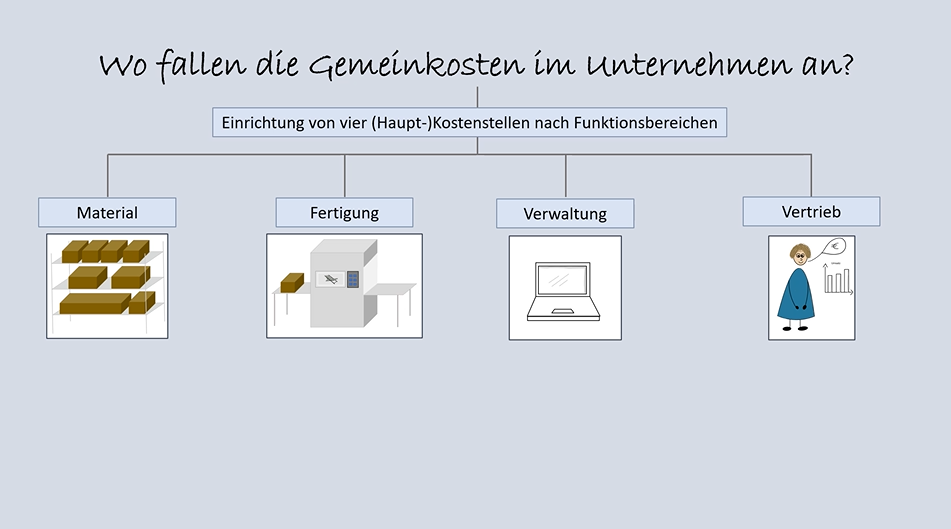 Wo fallen die Gemeinkosten im Unternehmen an?
Einrichtung von vier (Haupt-)Kostenstellen nach Funktionsbereichen
Material
Fertigung
Verwaltung
Vertrieb
€